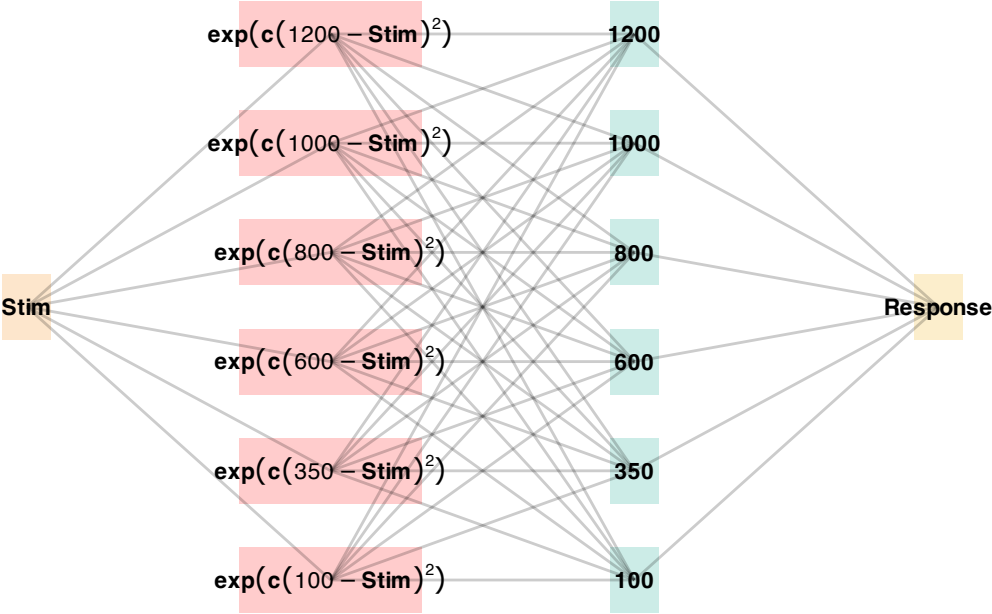 exp(c(1200 − Stim)²)
1200
exp(c(1000 − Stim)²)
1000
exp(c(800 − Stim)²)
800
Stim
Response
exp(c(600 − Stim)²)
600
exp(c(350 − Stim)²)
350
exp(c(100 − Stim)²)
100